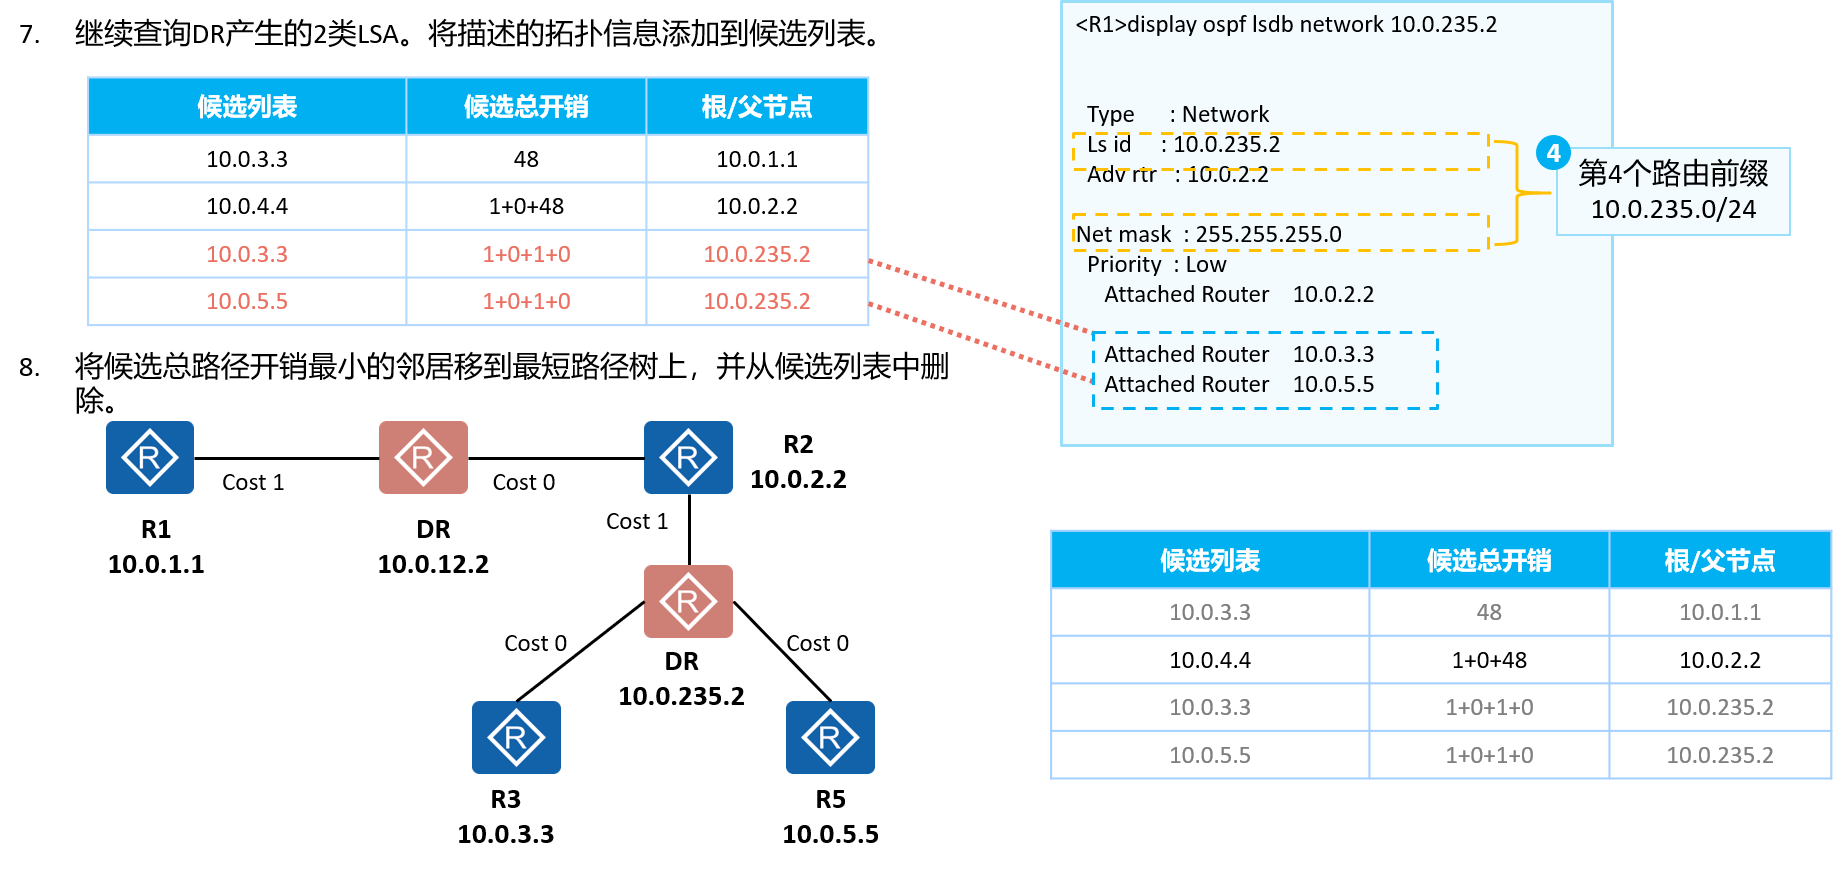 7. 继续查询DR产生的2类LSA。将描述的拓扑信息添加到候选列表。
候选列表 候选总开销 根/父节点
10.0.3.3 48 10.0.1.1
10.0.4.4 1+0+48 10.0.2.2
10.0.3.3 1+0+1+0 10.0.235.2
10.0.5.5 1+0+1+0 10.0.235.2
<R1>display ospf lsdb network 10.0.235.2
Type : Network
Ls id : 10.0.235.2
Adv rtr : 10.0.2.2
Net mask : 255.255.255.0
Priority : Low
Attached Router 10.0.2.2
Attached Router 10.0.3.3
Attached Router 10.0.5.5
4
第4个路由前缀
10.0.235.0/24
8. 将候选总路径开销最小的邻居移到最短路径树上，并从候选列表中删
除。
R R R
Cost 1 Cost 0
R2
10.0.2.2
R1
10.0.1.1
DR
10.0.12.2
Cost 1
R
Cost 0 Cost 0
DR
10.0.235.2
R R
R3
10.0.3.3
R5
10.0.5.5
候选列表 候选总开销 根/父节点
10.0.3.3 48 10.0.1.1
10.0.4.4 1+0+48 10.0.2.2
10.0.3.3 1+0+1+0 10.0.235.2
10.0.5.5 1+0+1+0 10.0.235.2